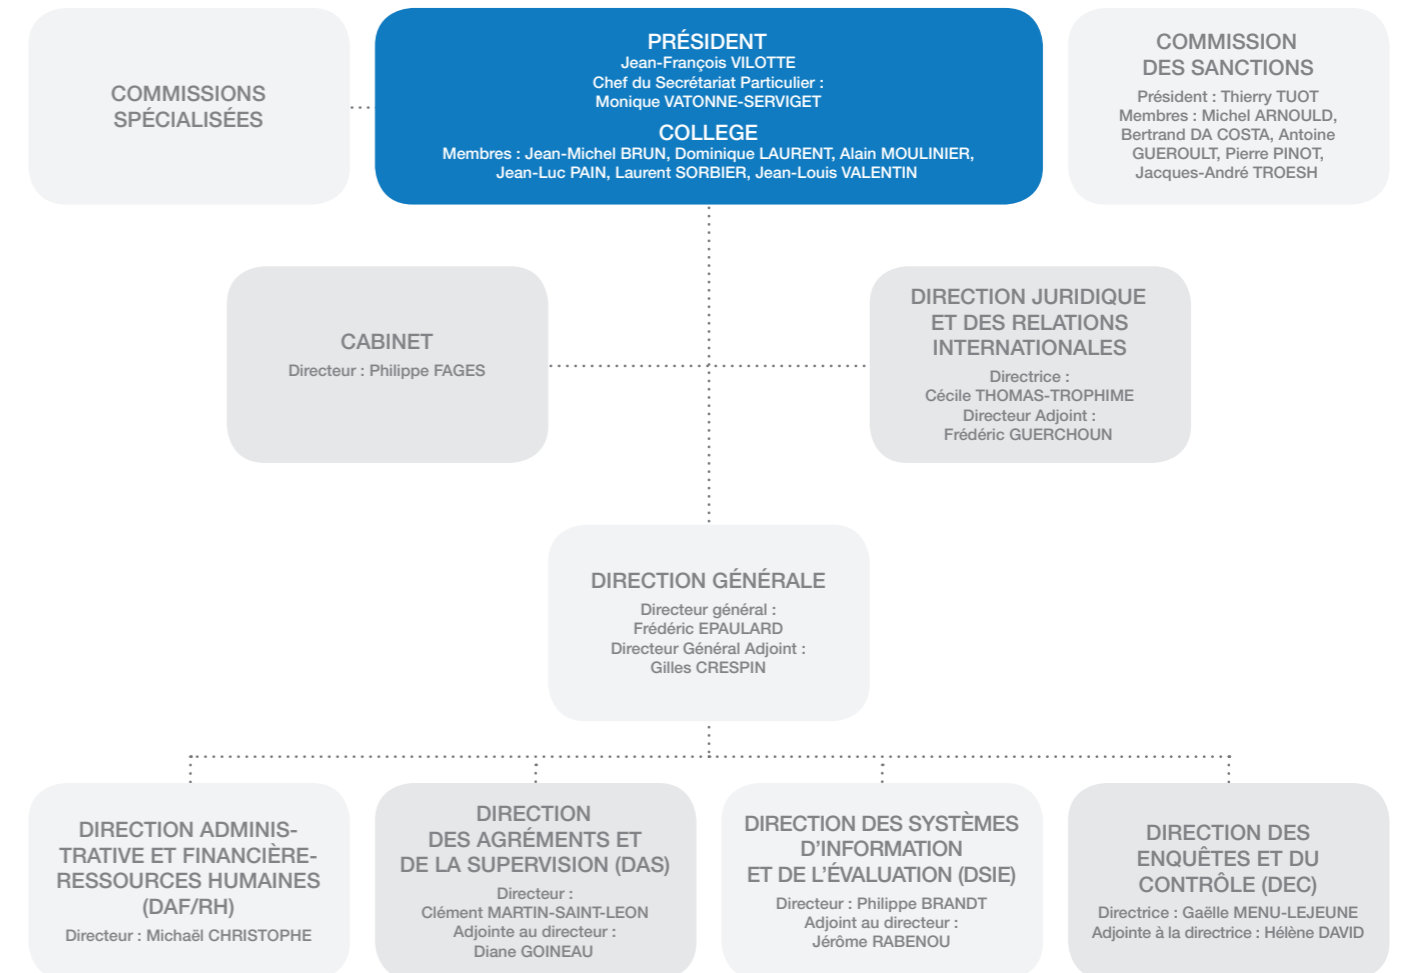 COMMISSIONS
SPÉCIALISÉES
PRÉSIDENT
Jean-François VILOTTE
Chef du Secrétariat Particulier :
Monique VATONNE-SERVIGET
COLLEGE
Membres : Jean-Michel BRUN, Dominique LAURENT, Alain MOULINIER,
Jean-Luc PAIN, Laurent SORBIER, Jean-Louis VALENTIN
COMMISSION
DES SANCTIONS
Président : Thierry TUOT
Membres : Michel ARNOULD,
Bertrand DA COSTA, Antoine
GUEROULT, Pierre PINOT,
Jacques-André TROESH
CABINET
Directeur : Philippe FAGES
DIRECTION JURIDIQUE
ET DES RELATIONS
INTERNATIONALES
Directrice :
Cécile THOMAS-TROPHIME
Directeur Adjoint :
Frédéric GUERCHOUN
DIRECTION GÉNÉRALE
Directeur général :
Frédéric EPAULARD
Directeur Général Adjoint :
Gilles CRESPIN
DIRECTION ADMINIS-
TRATIVE ET FINANCIÈRE-
RESSOURCES HUMAINES
(DAF/RH)
Directeur : Michaël CHRISTOPHE
DIRECTION
DES AGRÉMENTS ET
DE LA SUPERVISION (DAS)
Directeur :
Clément MARTIN-SAINT-LEON
Adjointe au directeur :
Diane GOINEAU
DIRECTION DES SYSTÈMES
D'INFORMATION
ET DE L'ÉVALUATION (DSIE)
Directeur : Philippe BRANDT
Adjoint au directeur :
Jérôme RABENOU
DIRECTION DES
ENQUÊTES ET DU
CONTRÔLE (DEC)
Directrice : Gaëlle MENU-LEJEUNE
Adjointe à la directrice : Hélène DAVID